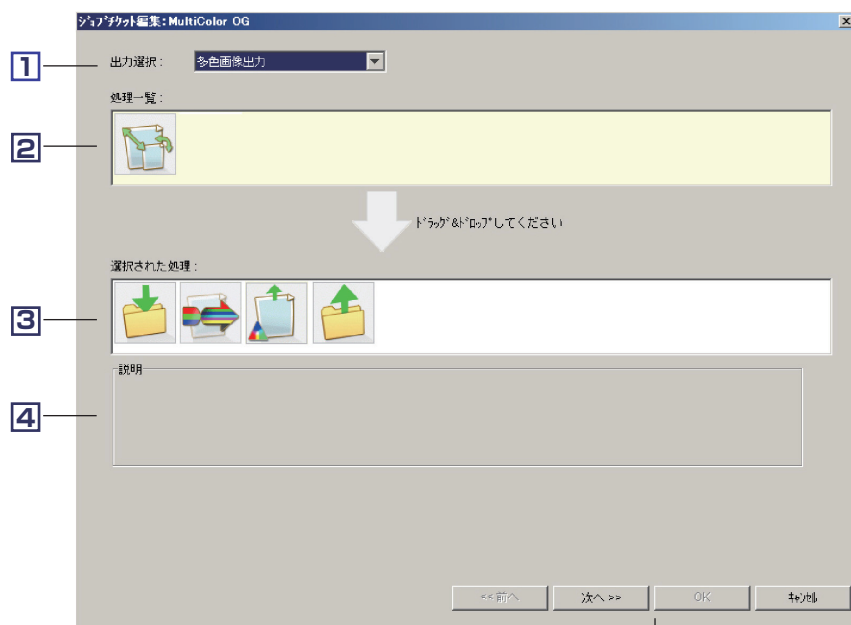 ジョブチケット編集:MultiColor OG
1
出力選択:
多色画像出力
処理一覧:
2
ドラッグ&ドロップしてください
選択された処理:
3
説明
4
<<前へ
次へ>>
OK
キャンセル